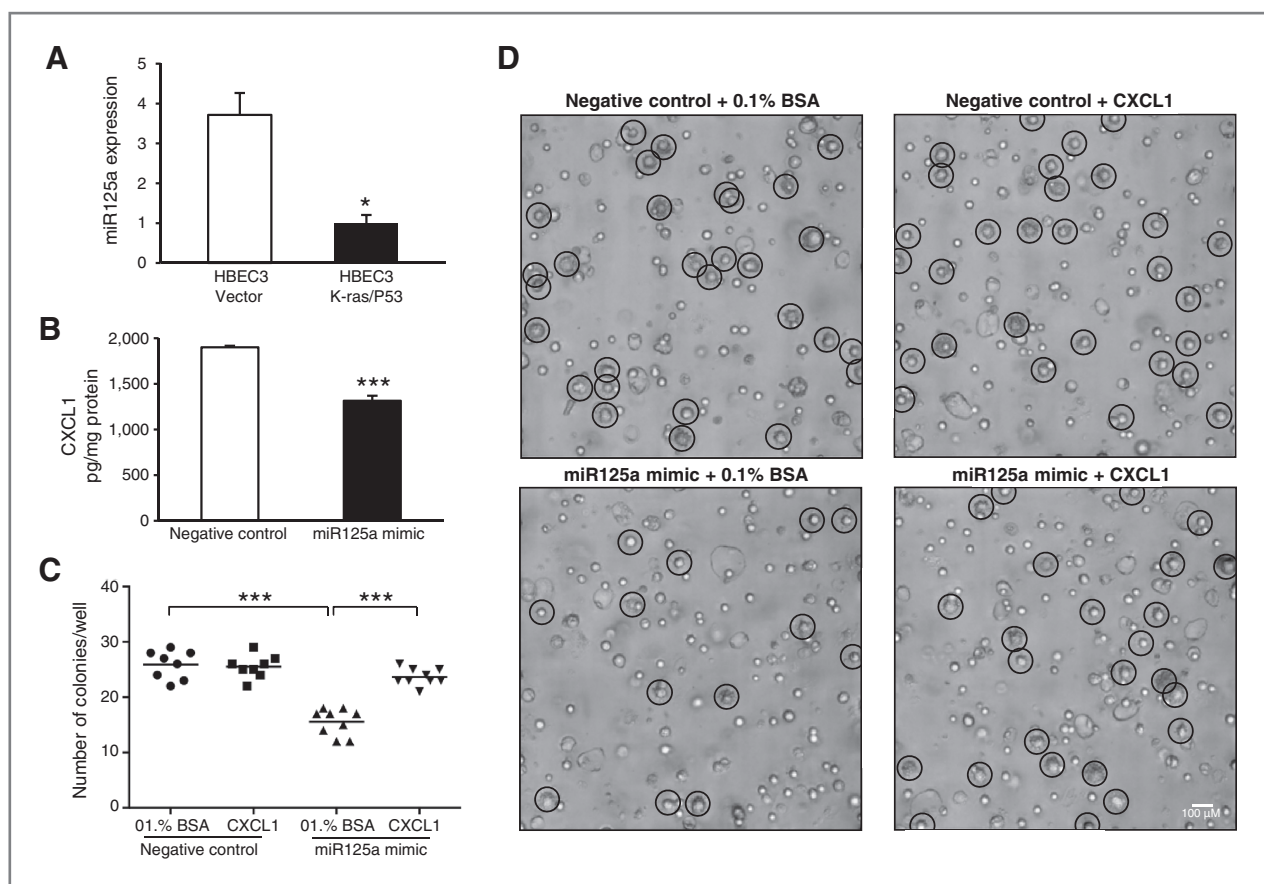 A
miR125a expression
5
4
3
2
1
0
*
HBEC3
Vector
HBEC3
K-ras/P53
B
CXCL1
pg/mg protein
2,000
1,500
1,000
500
0
***
Negative control
miR125a mimic
C
Number of colonies/well
40
30
20
10
0
***
***
01.% BSA
CXCL1
01.% BSA
CXCL1
Negative control
miR125a mimic
D
Negative control + 0.1% BSA
Negative control + CXCL1
miR125a mimic + 0.1% BSA
miR125a mimic + CXCL1
100 µM